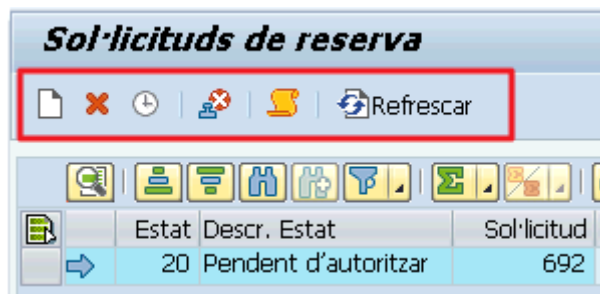 Sol·licituds de reserva
Refrescar
Estat Descr. Estat Sol·licitud
20 Pendent d'autoritzar 692